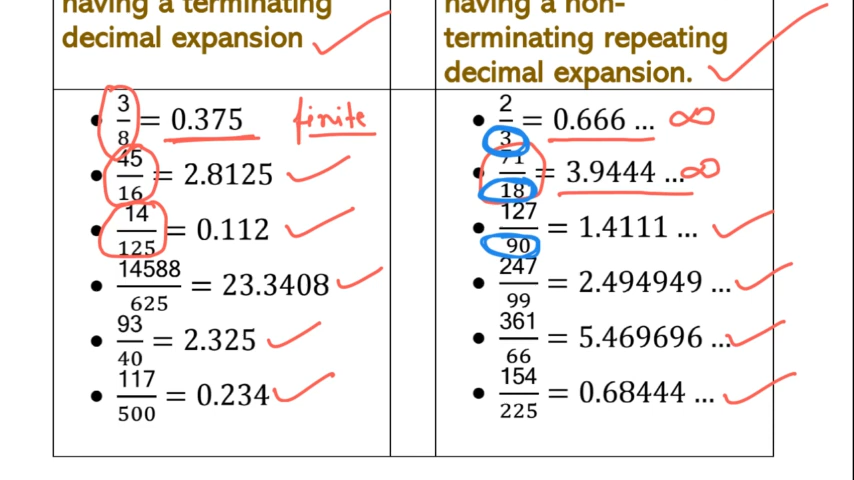 having a terminating
decimal expansion
3/8 = 0.375 finite
45/16 = 2.8125
14/125 = 0.112
14588/625 = 23.3408
93/40 = 2.325
117/500 = 0.234
having a non-
terminating repeating
decimal expansion.
2/3 = 0.666 ... ∞
71/18 = 3.9444 ... ∞
127/90 = 1.4111 ...
247/99 = 2.494949 ...
361/66 = 5.469696 ...
154/225 = 0.68444 ...